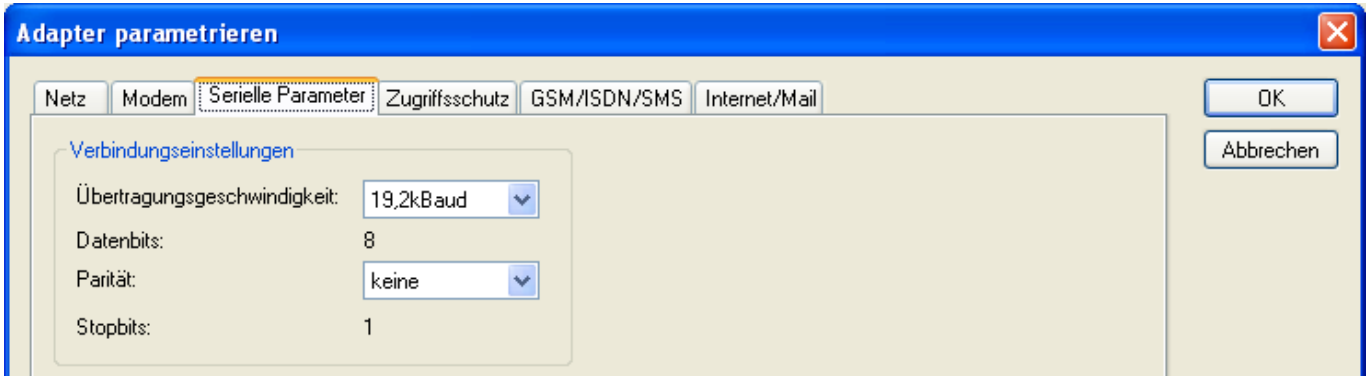 Adapter parametrieren
Netz Modem Serielle Parameter Zugriffsschutz GSM/ISDN/SMS Internet/Mail OK
Verbindungseinstellungen Abbrechen
Übertragungsgeschwindigkeit: 19,2kBaud
Datenbits: 8
Parität: keine
Stopbits: 1